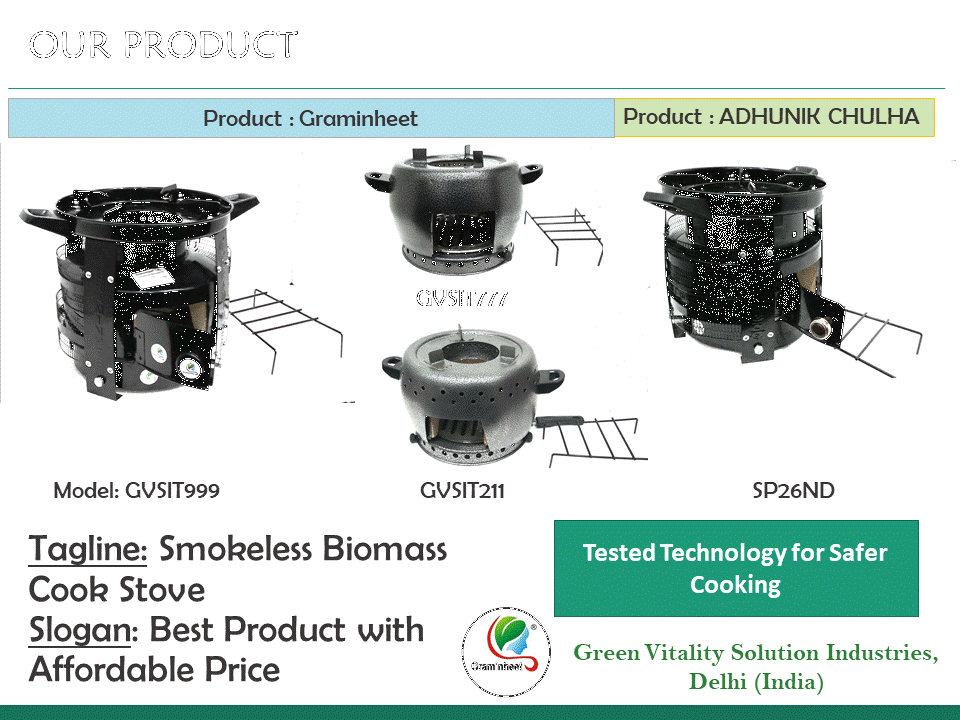 OUR PRODUCT
Product : Graminheet
Product : ADHUNIK CHULHA
GVSIT777
Model: GVSIT999
GVSIT211
SP26ND
Tagline: Smokeless Biomass
Cook Stove
Slogan: Best Product with
Affordable Price
Tested Technology for Safer
Cooking
Graminheet
®
Green Vitality Solution Industries,
Delhi (India)